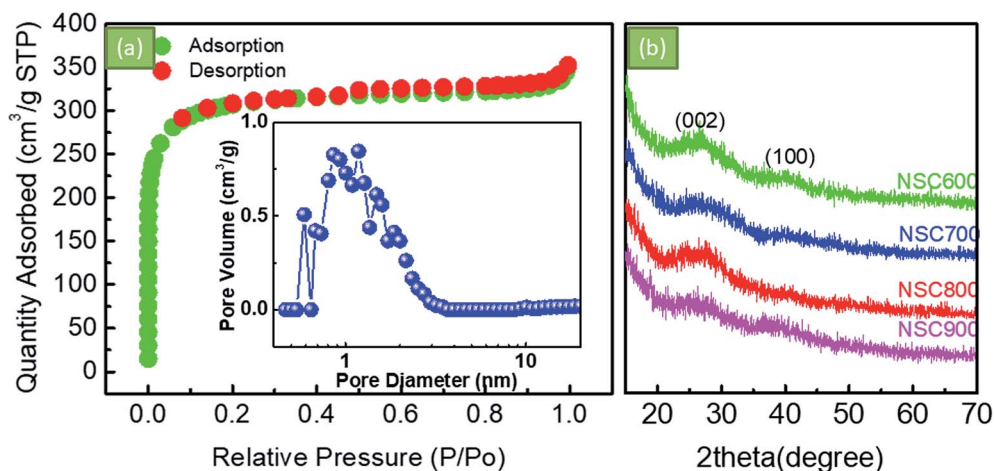 (a)
Adsorption
Desorption
Quantity Adsorbed (cm³/g STP)
400
350
300
250
200
150
100
50
0
0.0 0.2 0.4 0.6 0.8 1.0
Relative Pressure (P/Po)
Pore Volume (cm³/g)
1.0
0.5
0.0
1 10
Pore Diameter (nm)
(b)
(002)
(100)
NSC600
NSC700
NSC800
NSC900
20 30 40 50 60 70
2theta(degree)